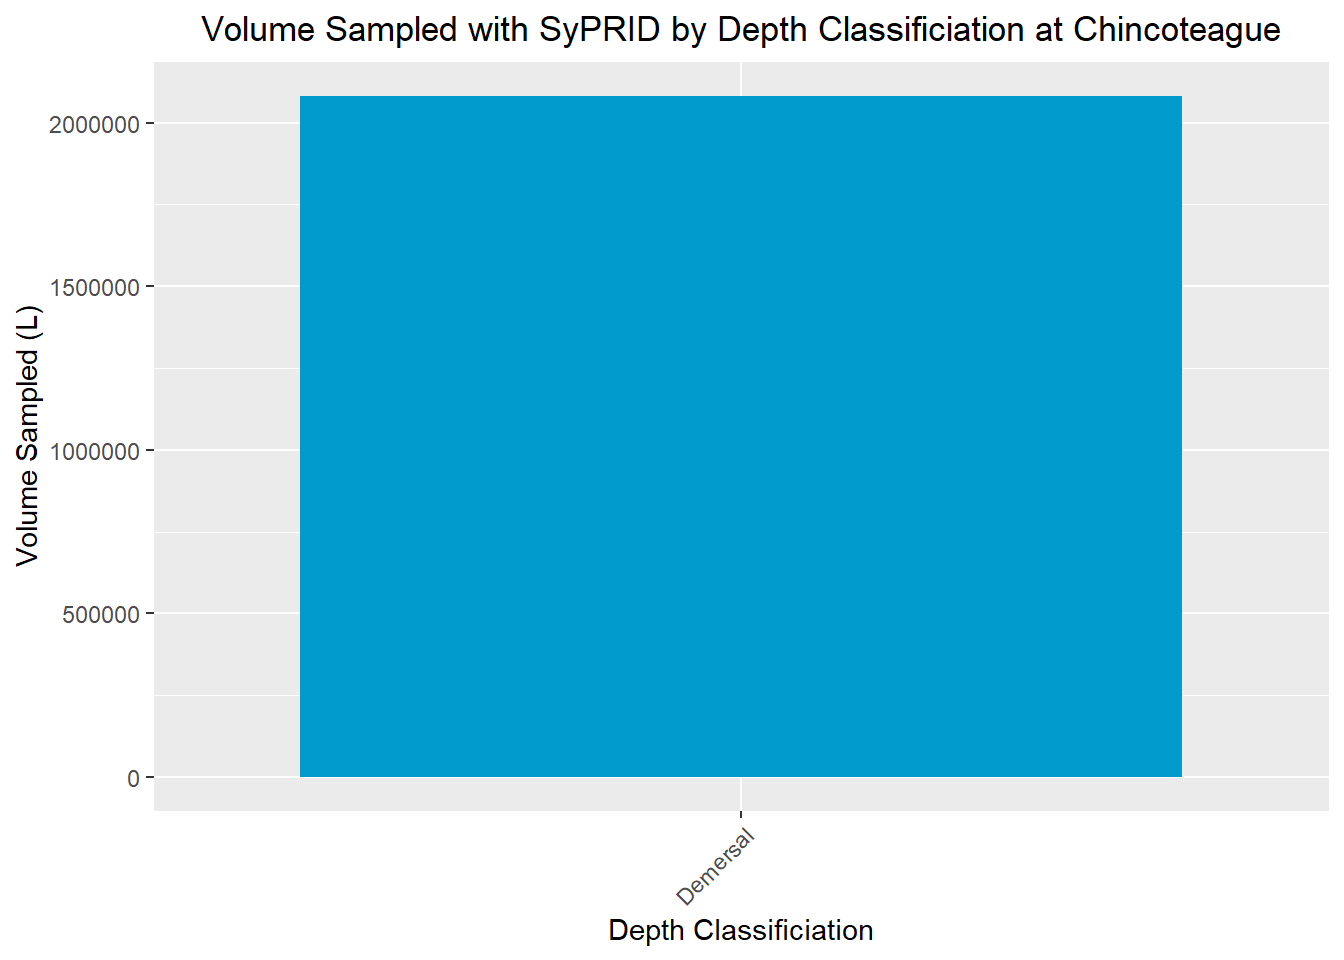 Volume Sampled with SyPRID by Depth Classificiation at Chincoteague
Volume Sampled (L)
2000000
1500000
1000000
500000
0
Demersal
Depth Classificiation